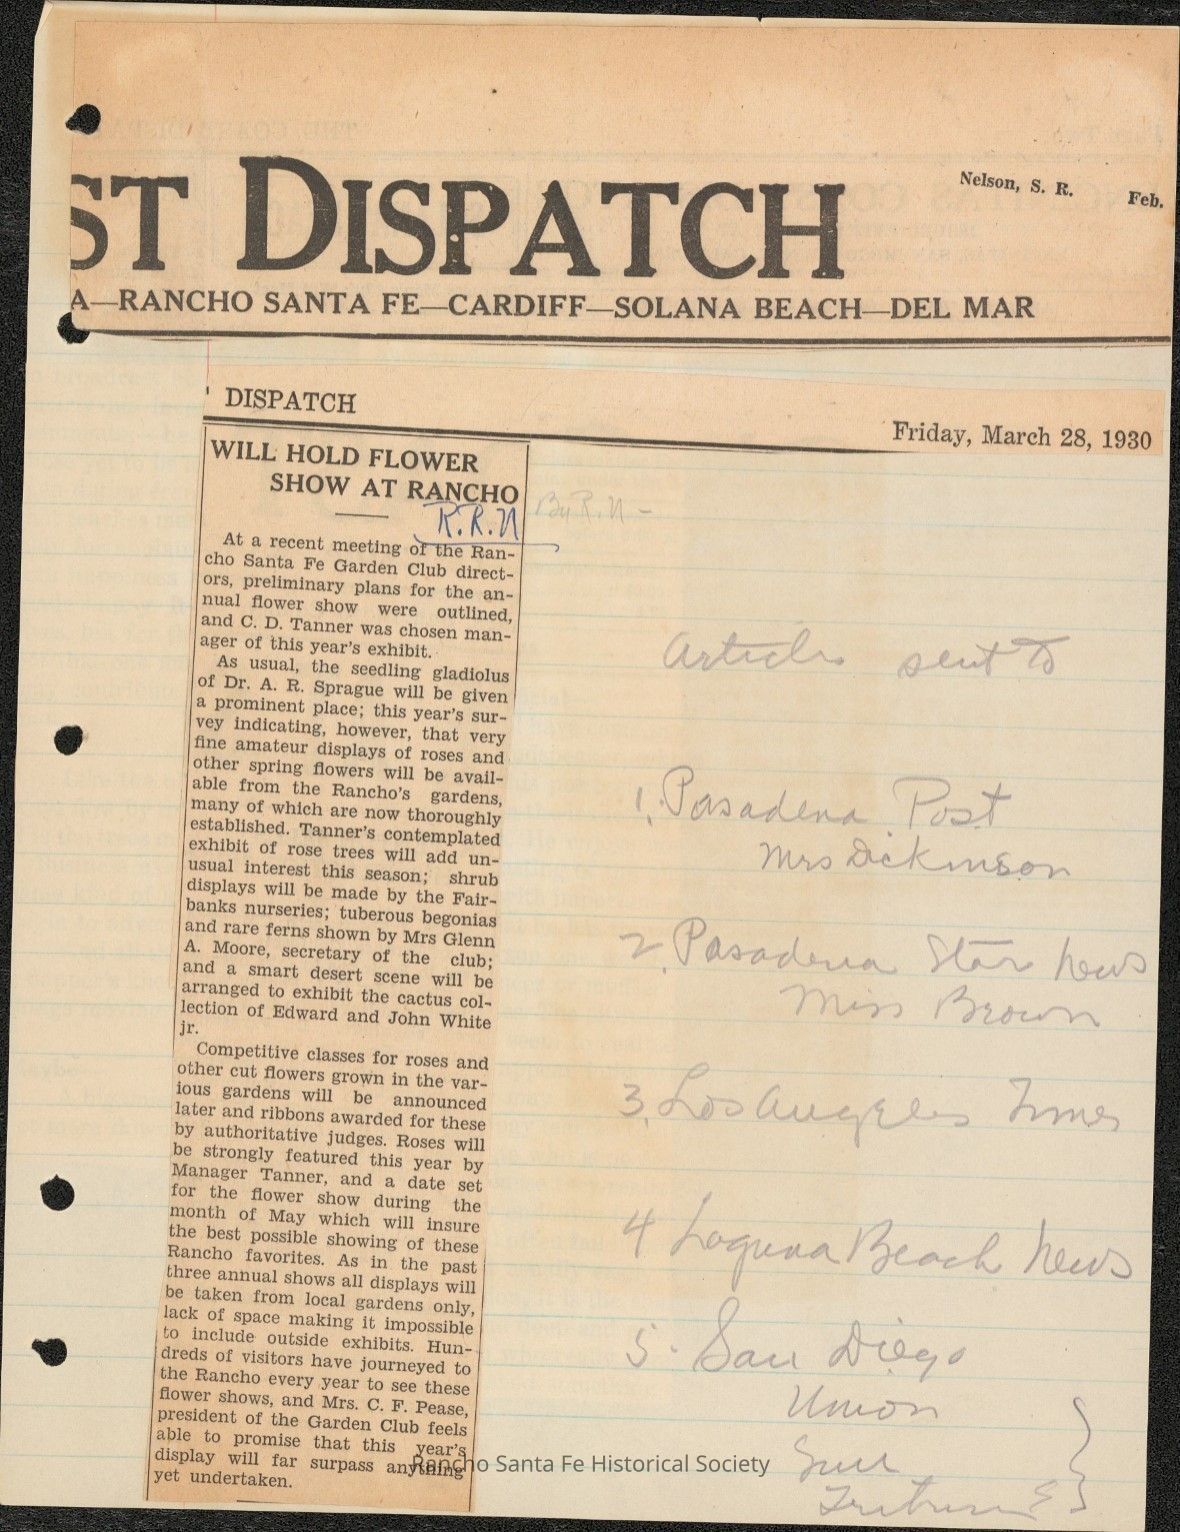 ST DISPATCH
Nelson, S. R. Feb.
A—RANCHO SANTA FE—CARDIFF—SOLANA BEACH—DEL MAR
' DISPATCH
Friday, March 28, 1930
WILL HOLD FLOWER
SHOW AT RANCHO
R.R.N
By R.N -
At a recent meeting of the Ran-
cho Santa Fe Garden Club direct-
ors, preliminary plans for the an-
nual flower show were outlined,
and C. D. Tanner was chosen man-
ager of this year's exhibit.
As usual, the seedling gladiolus
of Dr. A. R. Sprague will be given
a prominent place; this year's sur-
vey indicating, however, that very
fine amateur displays of roses and
other spring flowers will be avail-
able from the Rancho's gardens,
many of which are now thoroughly
established. Tanner's contemplated
exhibit of rose trees will add un-
usual interest this season; shrub
displays will be made by the Fair-
banks nurseries; tuberous begonias
and rare ferns shown by Mrs Glenn
A. Moore, secretary of the club;
and a smart desert scene will be
arranged to exhibit the cactus col-
lection of Edward and John White
jr.
Competitive classes for roses and
other cut flowers grown in the var-
ious gardens will be announced
later and ribbons awarded for these
by authoritative judges. Roses will
be strongly featured this year by
Manager Tanner, and a date set
for the flower show during the
month of May which will insure
the best possible showing of these
Rancho favorites. As in the past
three annual shows all displays will
be taken from local gardens only,
lack of space making it impossible
to include outside exhibits. Hun-
dreds of visitors have journeyed to
the Rancho every year to see these
flower shows, and Mrs. C. F. Pease,
president of the Garden Club feels
able to promise that this year's
display will far surpass anything
yet undertaken.
Articles sent to
1. Pasadena Post
Mrs Dickinson
2. Pasadena Star News
Miss Brown
3. Los Angeles Times
4 Laguna Beach News
5. San Diego
Union
Sun
Tribune
Rancho Santa Fe Historical Society